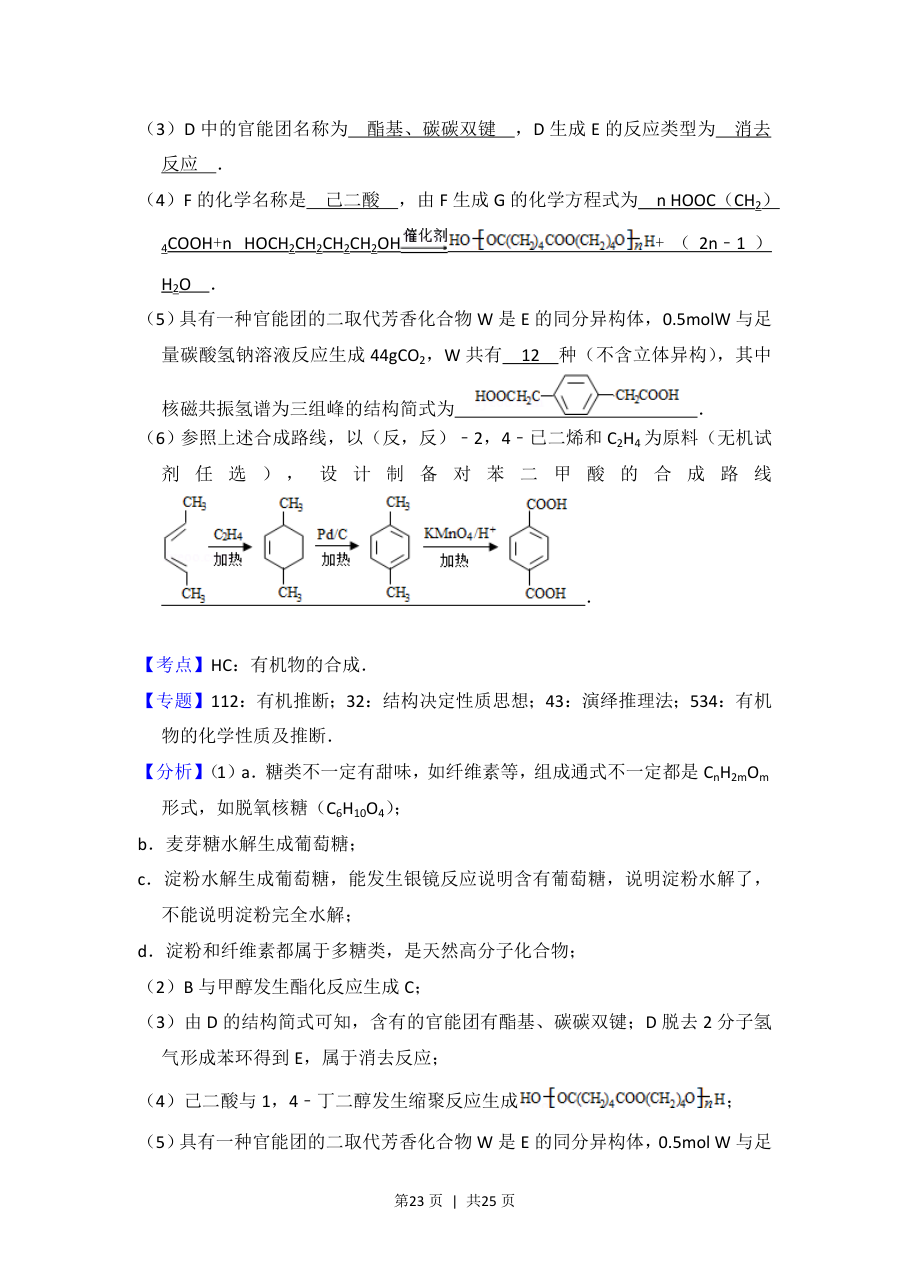 （3）D 中的官能团名称为　酯基、碳碳双键　，D 生成 E 的反应类型为　消去
反应　．
（4）F 的化学名称是　己二酸　，由 F 生成 G 的化学方程式为　n HOOC（CH₂）
₄COOH+n HOCH₂CH₂CH₂CH₂OH 催化剂 HO-[OC(CH₂)₄COO(CH₂)₄O]ₙH+（2n﹣1）
H₂O　．
（5）具有一种官能团的二取代芳香化合物 W 是 E 的同分异构体，0.5molW 与足
量碳酸氢钠溶液反应生成 44gCO₂，W 共有　12　种（不含立体异构），其中
核磁共振氢谱为三组峰的结构简式为 HOOCH₂C CH₂COOH ．
（6）参照上述合成路线，以（反，反）﹣2，4﹣己二烯和 C₂H₄ 为原料（无机试
剂任选），设计制备对苯二甲酸的合成路线
CH₃ CH₃ CH₃ COOH
C₂H₄ 加热 Pd/C 加热 KMnO₄/H⁺ 加热
CH₃ CH₃ CH₃ COOH ．
【考点】HC：有机物的合成．
【专题】112：有机推断；32：结构决定性质思想；43：演绎推理法；534：有机
物的化学性质及推断．
【分析】（1）a．糖类不一定有甜味，如纤维素等，组成通式不一定都是 CₙH₂ₘOₘ
形式，如脱氧核糖（C₆H₁₀O₄）；
b．麦芽糖水解生成葡萄糖；
c．淀粉水解生成葡萄糖，能发生银镜反应说明含有葡萄糖，说明淀粉水解了，
不能说明淀粉完全水解；
d．淀粉和纤维素都属于多糖类，是天然高分子化合物；
（2）B 与甲醇发生酯化反应生成 C；
（3）由 D 的结构简式可知，含有的官能团有酯基、碳碳双键；D 脱去 2 分子氢
气形成苯环得到 E，属于消去反应；
（4）己二酸与 1，4﹣丁二醇发生缩聚反应生成 HO-[OC(CH₂)₄COO(CH₂)₄O]ₙH；
（5）具有一种官能团的二取代芳香化合物 W 是 E 的同分异构体，0.5mol W 与足
第23页 | 共25页